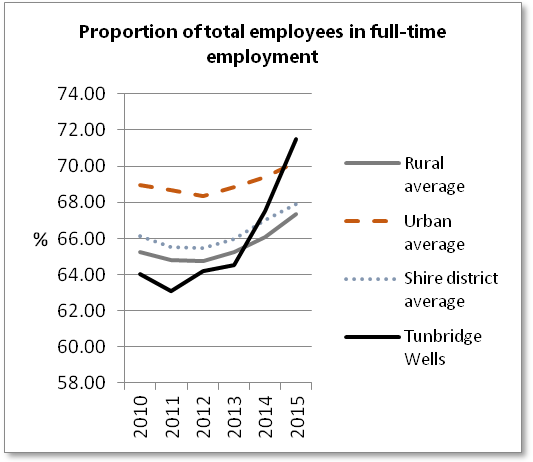 Proportion of total employees in full-time
employment
74.00
72.00
70.00
68.00
66.00
64.00
62.00
60.00
58.00
%
2010
2011
2012
2013
2014
2015
Rural
average
Urban
average
Shire district
average
Tunbridge
Wells